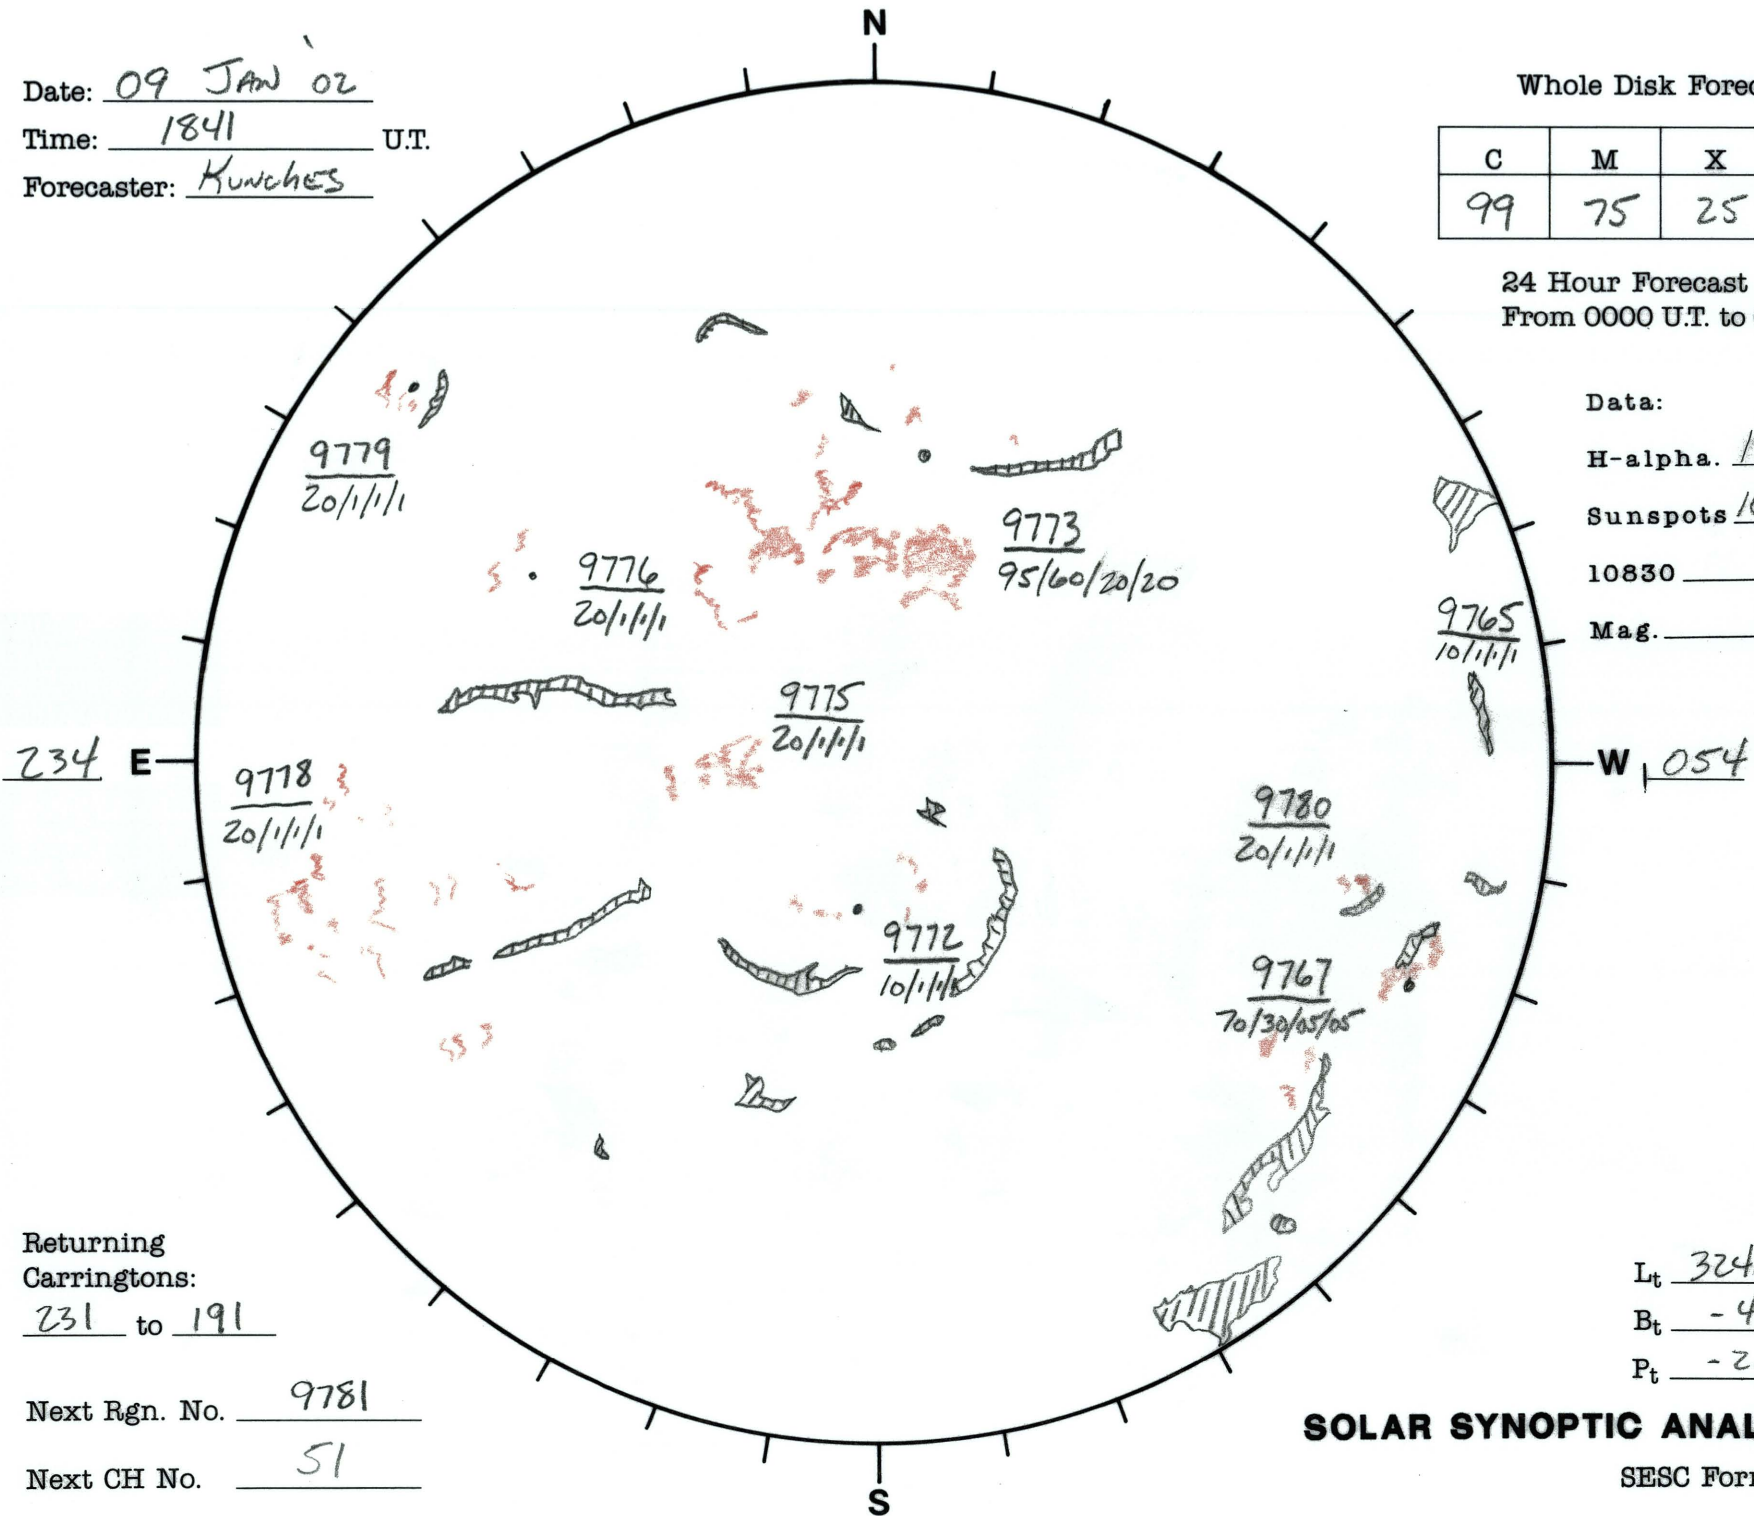 N
Date: 09 JAN '02
Time: 1841 U.T.
Forecaster: KUNCHES
Whole Disk Forec
C M X
99 75 25
24 Hour Forecast
From 0000 U.T. to
Data:
H-alpha.
Sunspots
10830
Mag.
9779
20/1/1/1
9773
95/60/20/20
9776
20/1/1/1
9765
10/1/1/1
9775
20/1/1/1
234 E
W 054
9778
20/1/1/1
9780
20/1/1/1
9772
10/1/1/1
9767
70/30/05/05
Returning
Carringtons:
231 to 191
Next Rgn. No. 9781
Next CH No. 51
Lt 324
Bt -4
Pt -2
SOLAR SYNOPTIC ANAL
SESC For
S